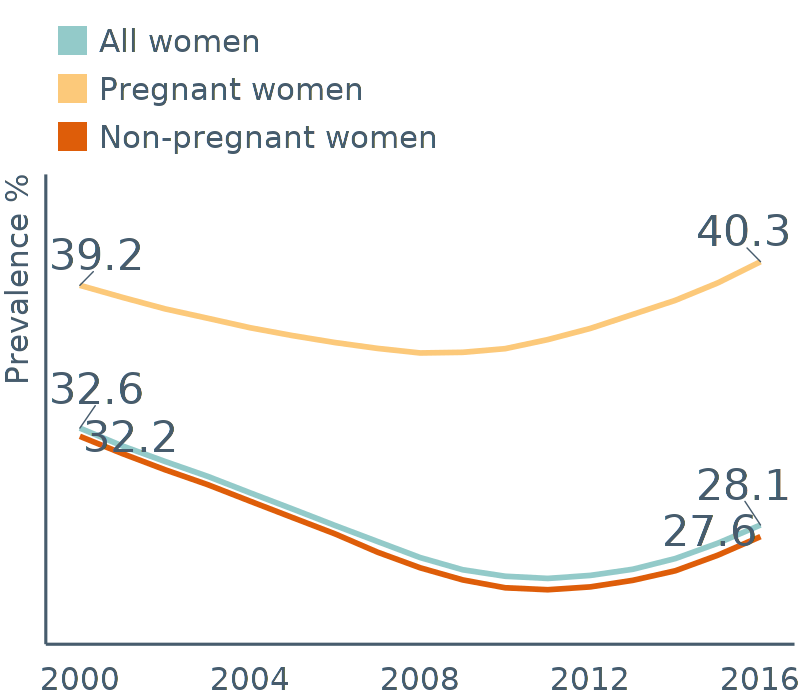 All women
Pregnant women
Non-pregnant women
Prevalence %
39.2
40.3
32.6
32.2
28.1
27.6
2000 2004 2008 2012 2016